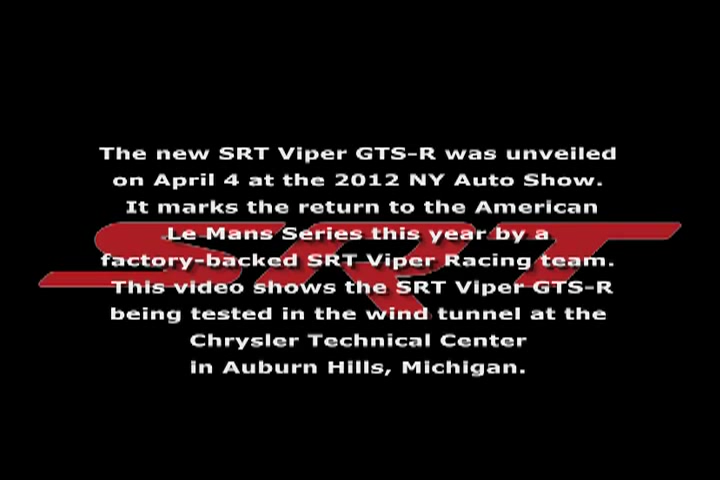 The new SRT Viper GTS-R was unveiled
on April 4 at the 2012 NY Auto Show.
It marks the return to the American
Le Mans Series this year by a
factory-backed SRT Viper Racing team.
This video shows the SRT Viper GTS-R
being tested in the wind tunnel at the
Chrysler Technical Center
in Auburn Hills, Michigan.
SRT